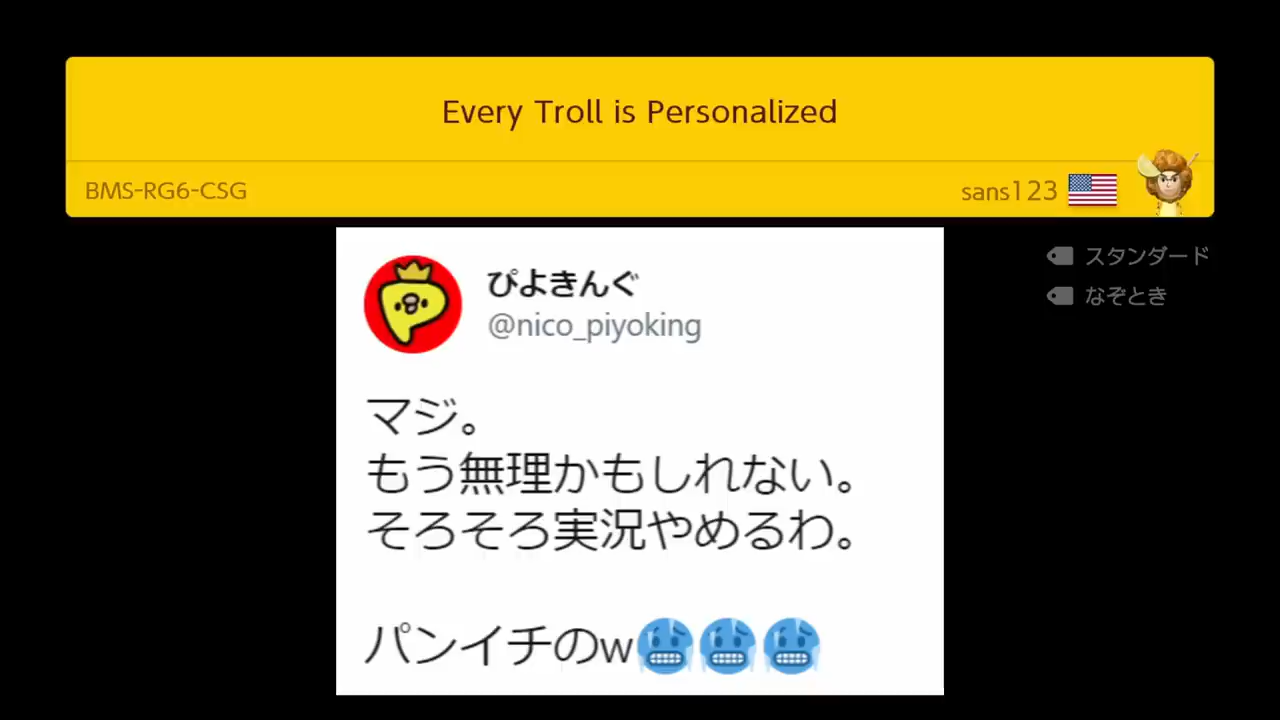 Every Troll is Personalized
BMS-RG6-CSG
sans123
スタンダード
なぞとき
ぴよきんぐ
@nico_piyoking
マジ。
もう無理かもしれない。
そろそろ実況やめるわ。
パンイチのw🥶🥶🥶